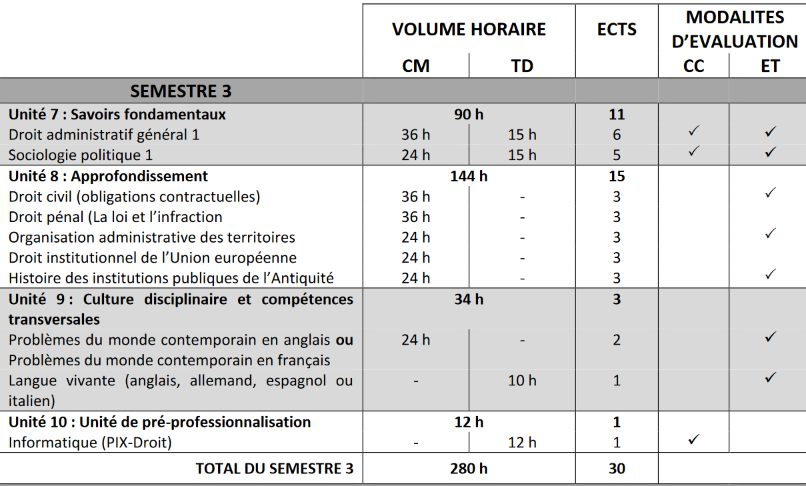 VOLUME HORAIRE ECTS MODALITES
D’EVALUATION
CM TD CC ET
SEMESTRE 3
Unité 7 : Savoirs fondamentaux 90 h 11
Droit administratif général 1 36 h 15 h 6 ✓ ✓
Sociologie politique 1 24 h 15 h 5 ✓ ✓
Unité 8 : Approfondissement 144 h 15
Droit civil (obligations contractuelles) 36 h - 3 ✓
Droit pénal (La loi et l’infraction 36 h - 3
Organisation administrative des territoires 24 h - 3 ✓
Droit institutionnel de l’Union européenne 24 h - 3
Histoire des institutions publiques de l’Antiquité 24 h - 3 ✓
Unité 9 : Culture disciplinaire et compétences 34 h 3
transversales
Problèmes du monde contemporain en anglais ou 24 h - 2 ✓
Problèmes du monde contemporain en français
Langue vivante (anglais, allemand, espagnol ou - 10 h 1 ✓
italien)
Unité 10 : Unité de pré-professionnalisation 12 h 1
Informatique (PIX-Droit) - 12 h 1 ✓
TOTAL DU SEMESTRE 3 280 h 30